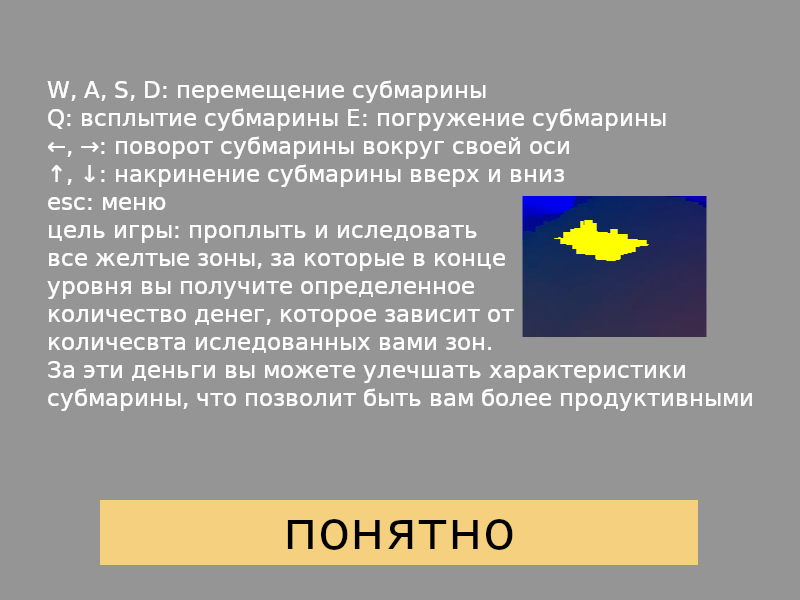 W, A, S, D: перемещение субмарины
Q: всплытие субмарины E: погружение субмарины
←, →: поворот субмарины вокруг своей оси
↑, ↓: накринение субмарины вверх и вниз
esc: меню
цель игры: проплыть и иследовать
все желтые зоны, за которые в конце
уровня вы получите определенное
количество денег, которое зависит от
количесвта иследованных вами зон.
За эти деньги вы можете улечшать характеристики
субмарины, что позволит быть вам более продуктивными
понятно